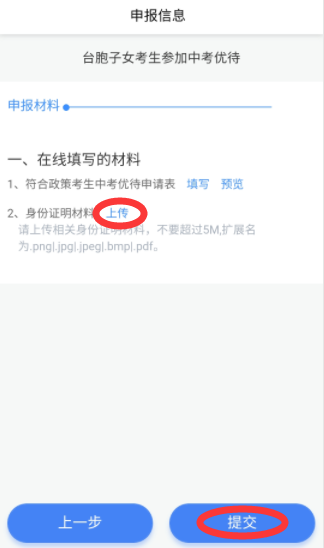 申报信息
台胞子女考生参加中考优待
申报材料
一、在线填写的材料
1、符合政策考生中考优待申请表 填写 预览
2、身份证明材料 上传
请上传相关身份证明材料，不要超过5M,扩展名
为.png|.jpg|.jpeg|.bmp|.pdf。
上一步 提交